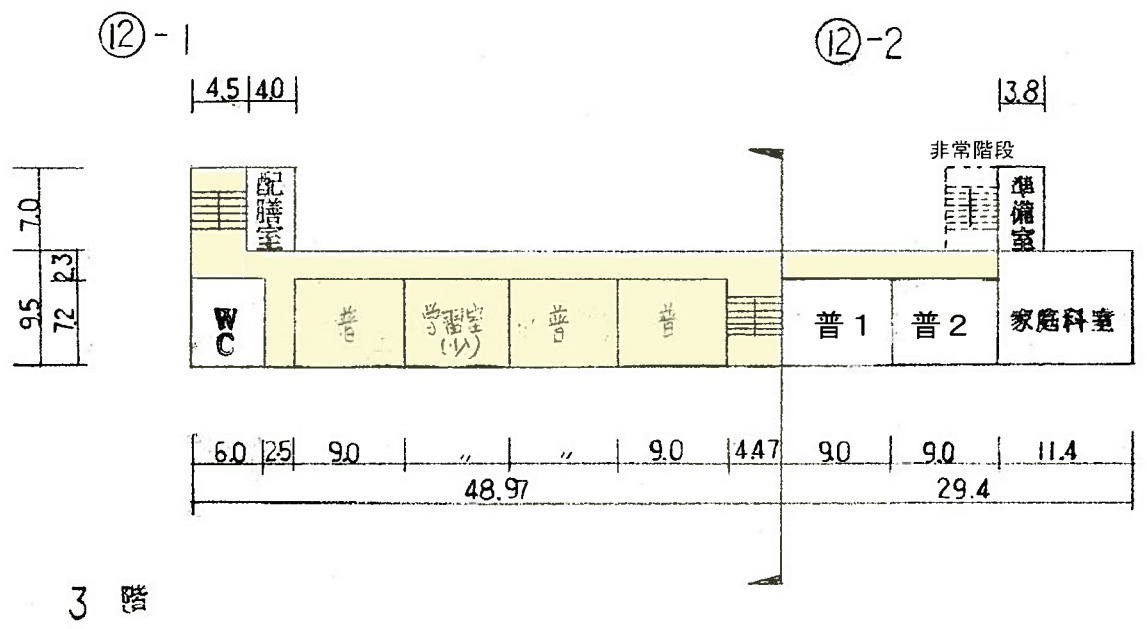 ⑫-1
⑫-2
4.5
4.0
3.8
非常階段
7.0
配膳室
準備室
9.5
2.3
7.2
WC
普
学習室
(少)
普
普
普1
普2
家庭科室
6.0
2.5
9.0
〃
〃
9.0
4.47
9.0
9.0
11.4
48.97
29.4
3 階